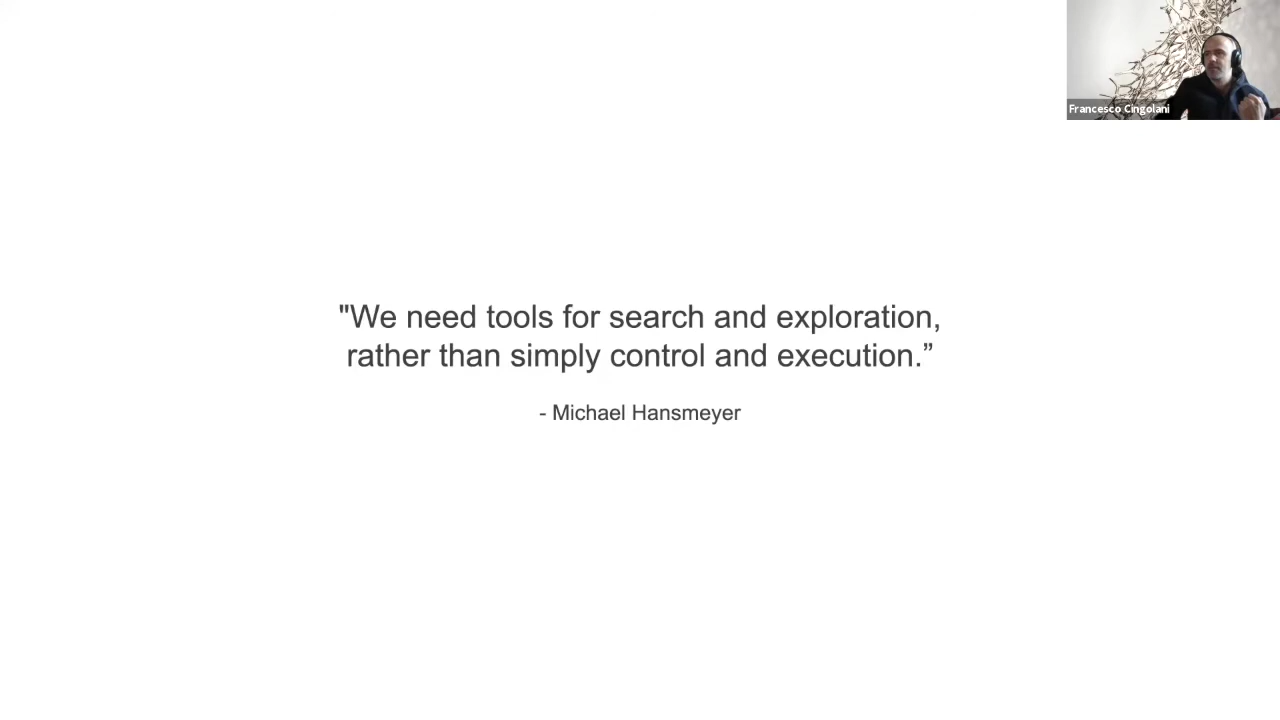 Francesco Cingolani
"We need tools for search and exploration,
rather than simply control and execution.”
- Michael Hansmeyer